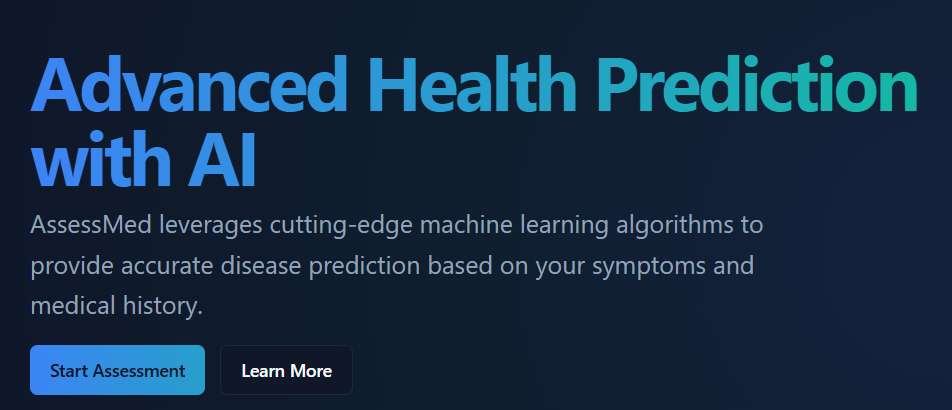 Advanced Health Prediction
with AI
AssessMed leverages cutting-edge machine learning algorithms to
provide accurate disease prediction based on your symptoms and
medical history.
Start Assessment
Learn More